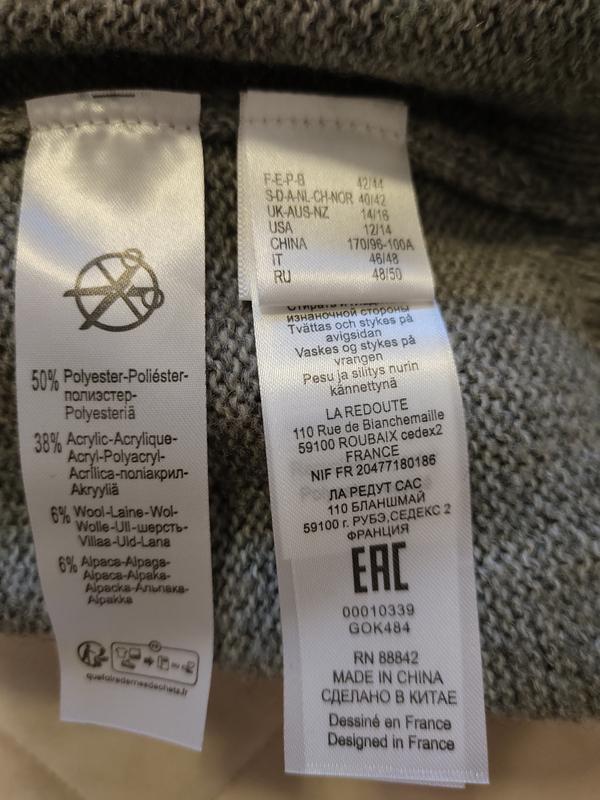 50% Polyester-Poliéster-
полиэстер-
Polyesteriä
38% Acrylic-Acrylique-
Acryl-Polyacryl-
Acrílica-поліакрил-
Akryyliä
6% Wool-Laine-Wol-
Wolle-Ull-шерсть-
Villaa-Uld-Lana
6% Alpaca-Alpaga-
Alpaca-Alpaka-
Alpacka-Альпака-
Alpakka
quefairedemesdechets.fr
F-E-P-B 42/44
S-D-A-NL-CH-NOR 40/42
UK-AUS-NZ 14/16
USA 12/14
CHINA 170/96-100A
IT 46/48
RU 48/50
изнаночной стороны
Tvättas och stykes på
avigsidan
Vaskes og stykes på
vrangen
Pesu ja silitys nurin
kännettynä
LA REDOUTE
110 Rue de Blanchemaille
59100 ROUBAIX cedex2
FRANCE
NIF FR 20477180186
ЛА РЕДУТ САС
110 БЛАНШМАЙ
59100 г. РУБЭ,СЕДЕКС 2
ФРАНЦИЯ
EAC
00010339
GOK484
RN 88842
MADE IN CHINA
СДЕЛАНО В КИТАЕ
Dessiné en France
Designed in France